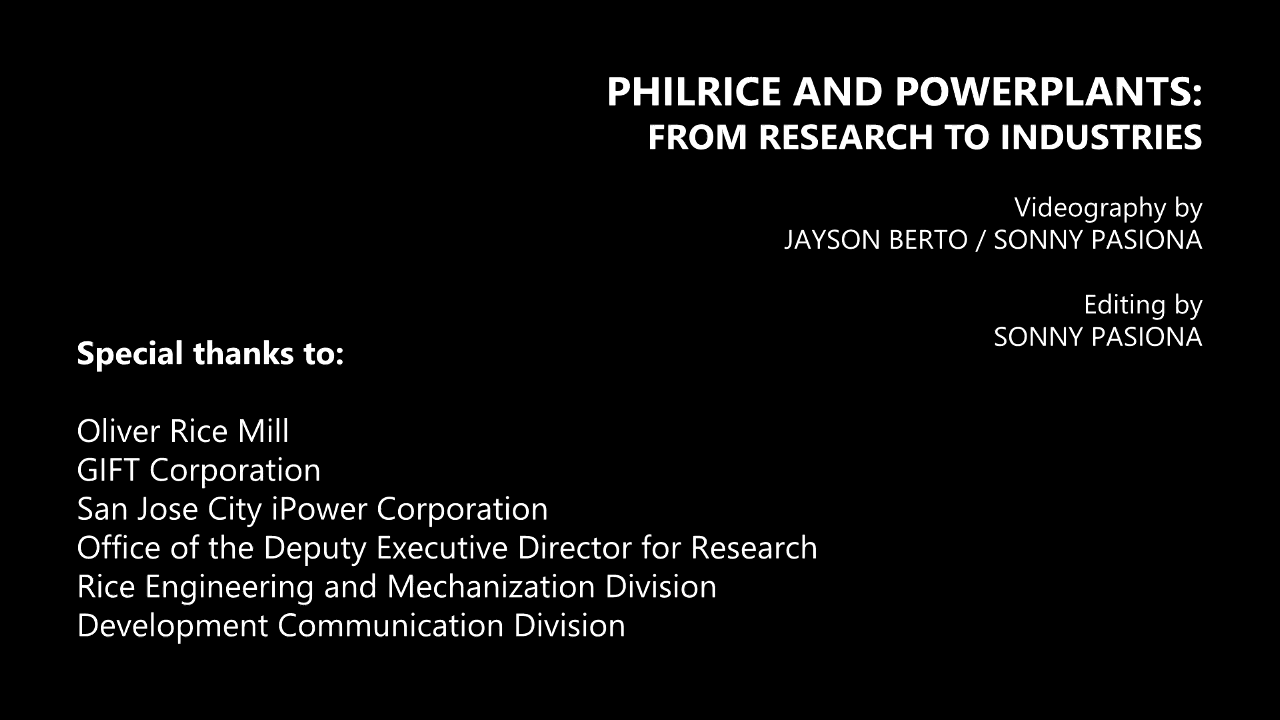 PHILRICE AND POWERPLANTS:
FROM RESEARCH TO INDUSTRIES
Videography by
JAYSON BERTO / SONNY PASIONA
Editing by
SONNY PASIONA
Special thanks to:
Oliver Rice Mill
GIFT Corporation
San Jose City iPower Corporation
Office of the Deputy Executive Director for Research
Rice Engineering and Mechanization Division
Development Communication Division